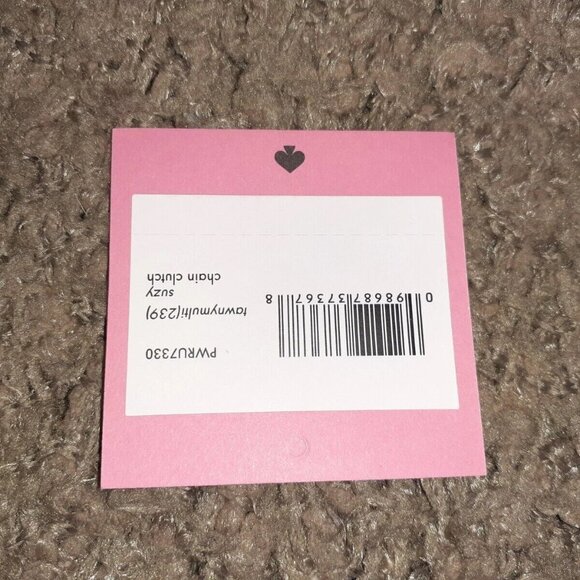 PWRU7330
tawnymulti(239)
suzy
chain clutch
0 98687 37367 8